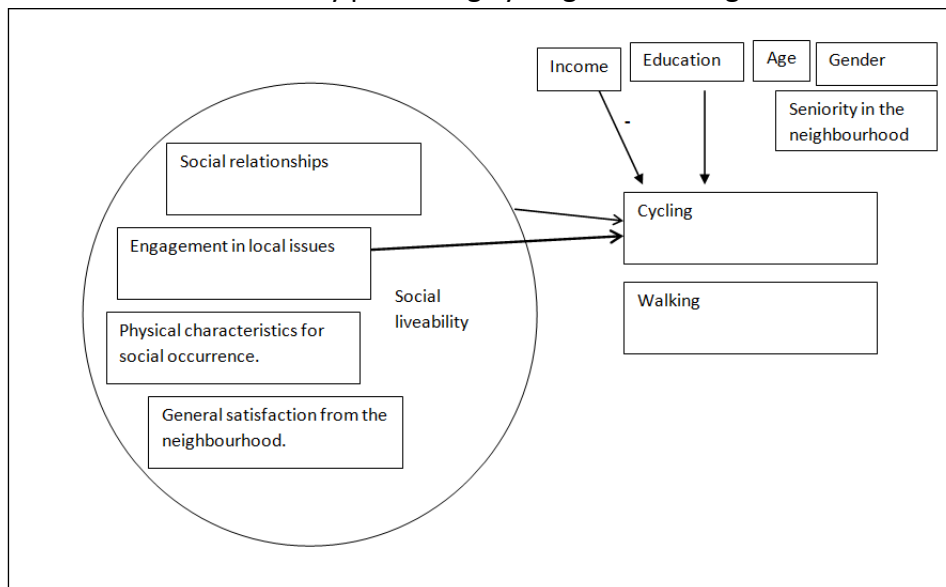 Income
Education
Age
Gender
Seniority in the
neighbourhood
-
Social relationships
Cycling
Engagement in local issues
Social
liveability
Walking
Physical characteristics for
social occurrence.
General satisfaction from the
neighbourhood.